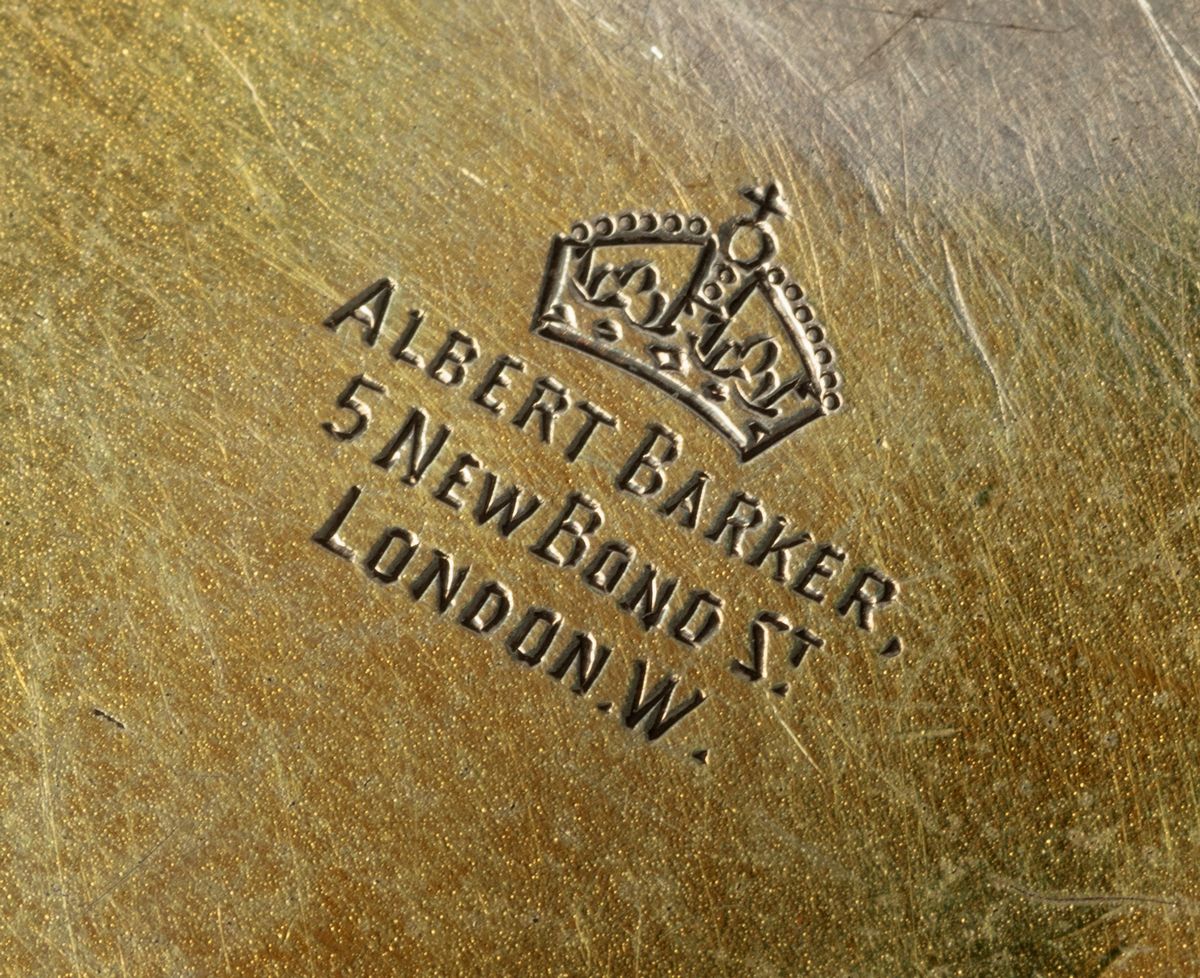 ALBERT BARKER,
5 NEW BOND ST.
LONDON.W.